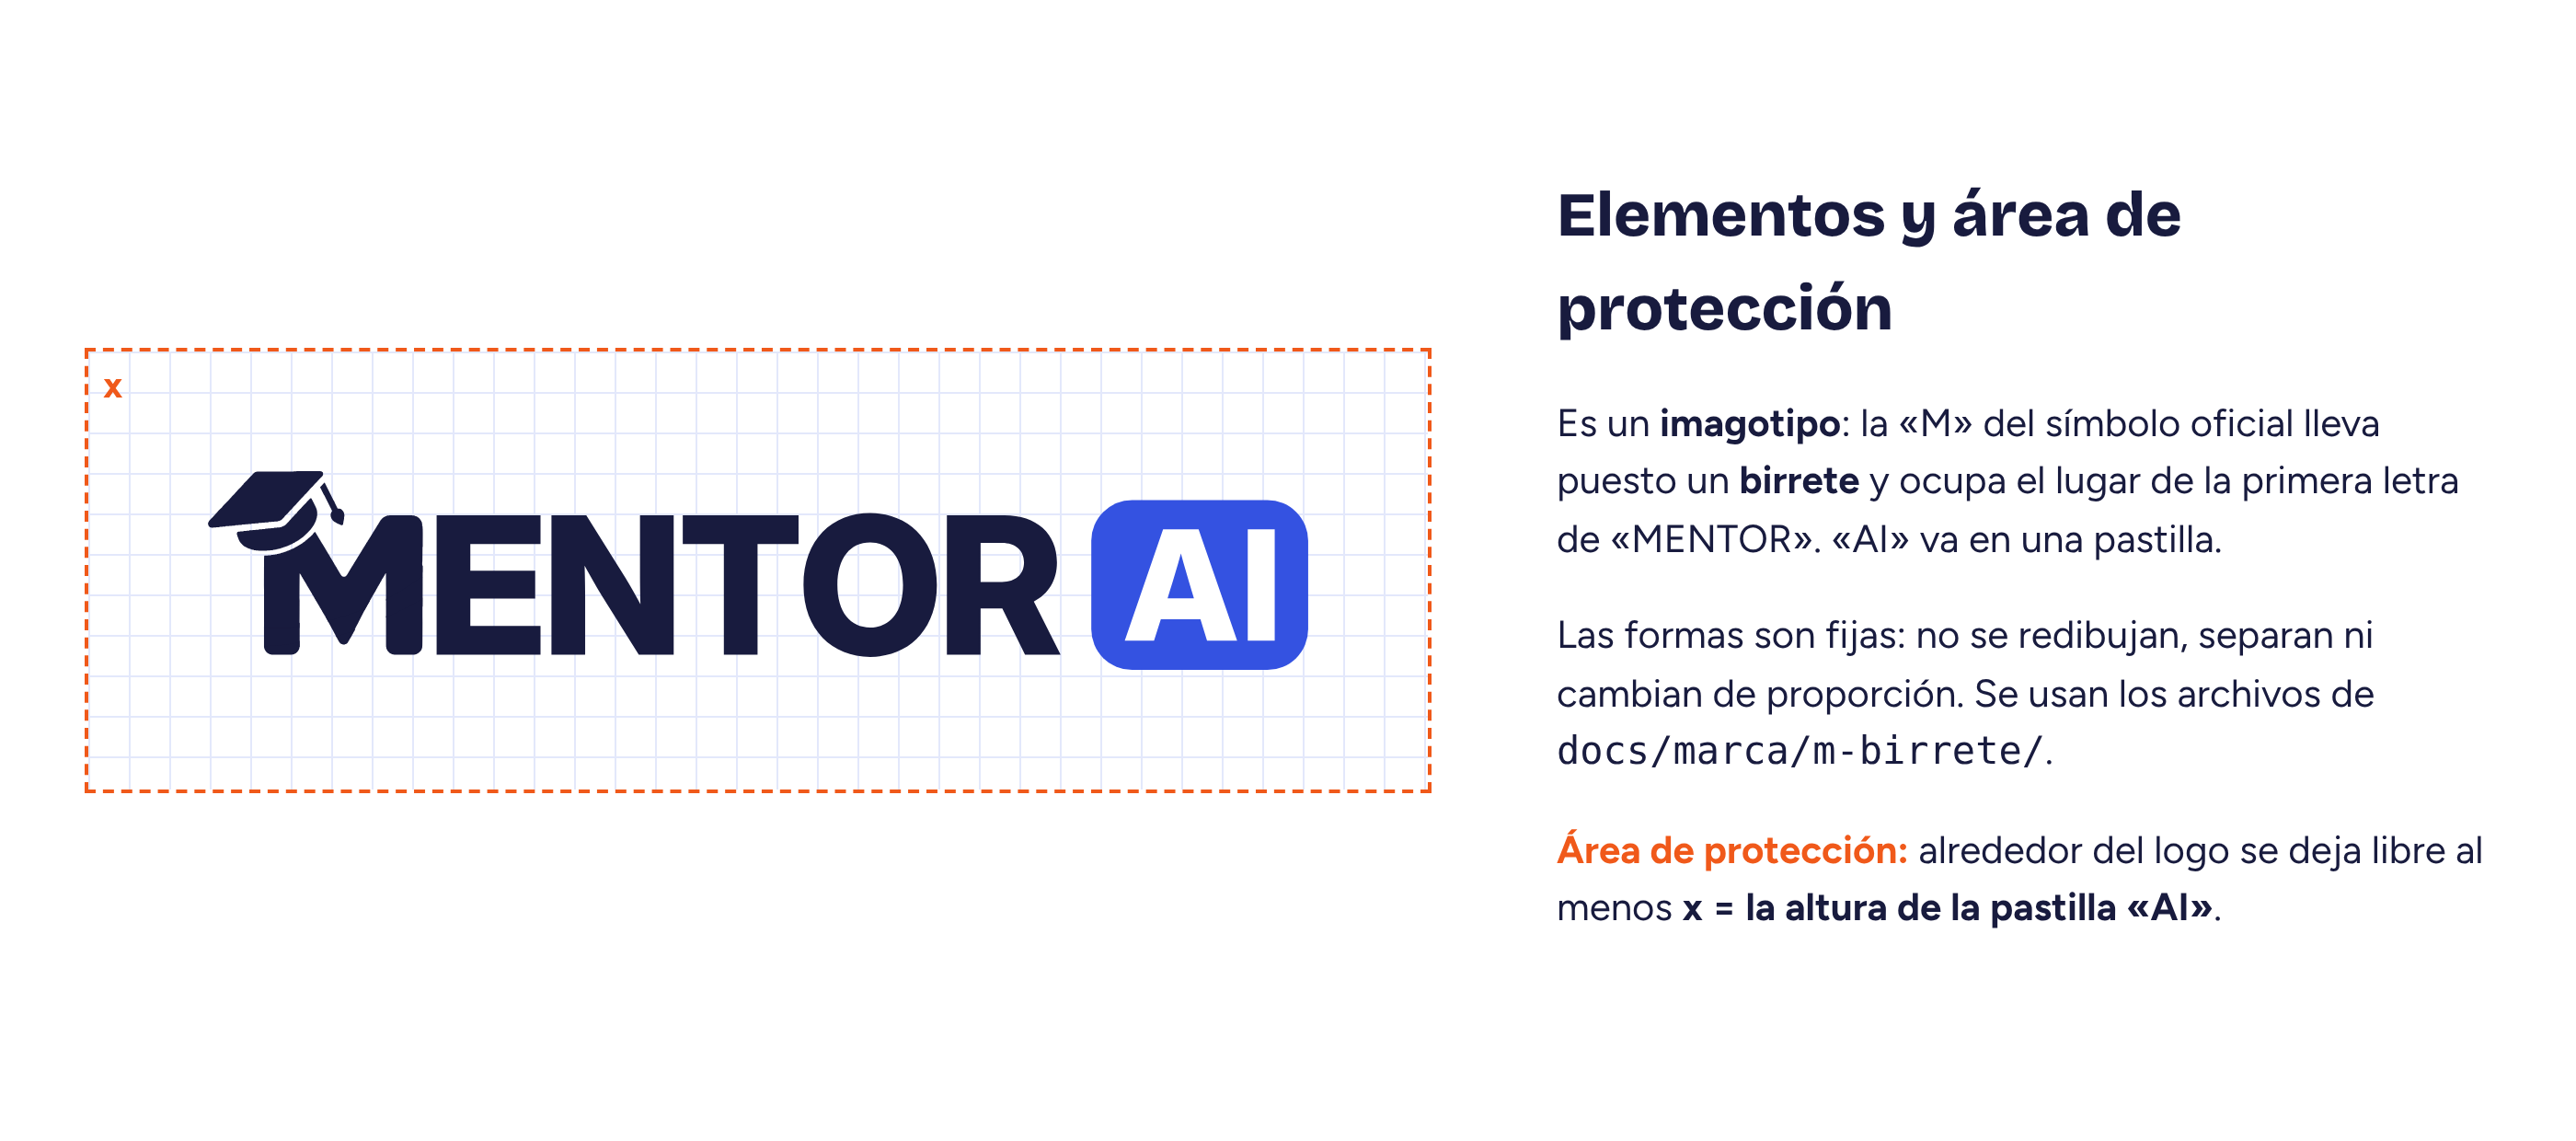 x
MENTOR AI
Elementos y área de
protección
Es un imagotipo: la «M» del símbolo oficial lleva
puesto un birrete y ocupa el lugar de la primera letra
de «MENTOR». «AI» va en una pastilla.
Las formas son fijas: no se redibujan, separan ni
cambian de proporción. Se usan los archivos de
docs/marca/m-birrete/.
Área de protección: alrededor del logo se deja libre al
menos x = la altura de la pastilla «AI».